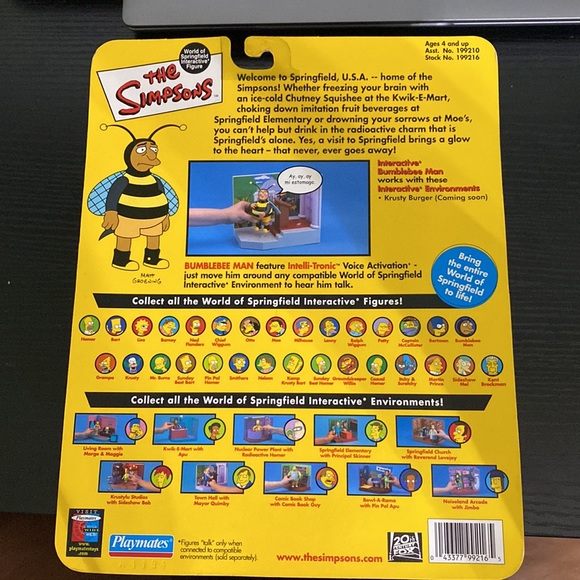 World of
Springfield
Interactive
Figure
THE
SIMPSONS
Ages 4 and up
Asst. No. 199210
Stock No. 199216
Welcome to Springfield, U.S.A. -- home of the
Simpsons! Whether freezing your brain with
an ice-cold Chutney Squishee at the Kwik-E-Mart,
choking down imitation fruit beverages at
Springfield Elementary or drowning your sorrows at Moe's,
you can't help but drink in the radioactive charm that is
Springfield's alone. Yes, a visit to Springfield brings a glow
to the heart - that never, ever goes away!
Ay, ay, ay
mi estomago.
Interactive
Bumblebee Man
works with these
Interactive Environments
• Krusty Burger (Coming soon)
MATT
GROENING
BUMBLEBEE MAN feature Intelli-Tronic™ Voice Activation* -
just move him around any compatible World of Springfield
Interactive Environment to hear him talk.
Bring
the entire
World of
Springfield
to life!
Collect all the World of Springfield Interactive Figures!
Homer
Bart
Lisa
Barney
Ned
Flanders
Chief
Wiggum
Otto
Moe
Milhouse
Lenny
Ralph
Wiggum
Patty
Captain
McCallister
Bartman
Bumblebee
Man
Grampa
Krusty
Mr. Burns
Sunday
Best Bart
Pin Pal
Homer
Smithers
Nelson
Kamp
Krusty Bart
Sunday
Best Homer
Groundskeeper
Willie
Casual
Homer
Itchy &
Scratchy
Martin
Prince
Sideshow
Mel
Kent
Brockman
Collect all the World of Springfield Interactive Environments!
Living Room with
Marge & Maggie
Kwik-E-Mart with
Apu
Nuclear Power Plant with
Radioactive Homer
Springfield Elementary
with Principal Skinner
Springfield Church
with Reverend Lovejoy
Krustylu Studios
with Sideshow Bob
Town Hall with
Mayor Quimby
Comic Book Shop
with Comic Book Guy
Bowl-A-Rama
with Pin Pal Apu
Noiseland Arcade
with Jimbo
VISIT
Playmates
www.
playmatestoys
.com
Playmates
*Figures "talk" only when
connected to compatible
environments (sold separately).
www.thesimpsons.com
20th
CENTURY
FOX
0 43377 99216 5